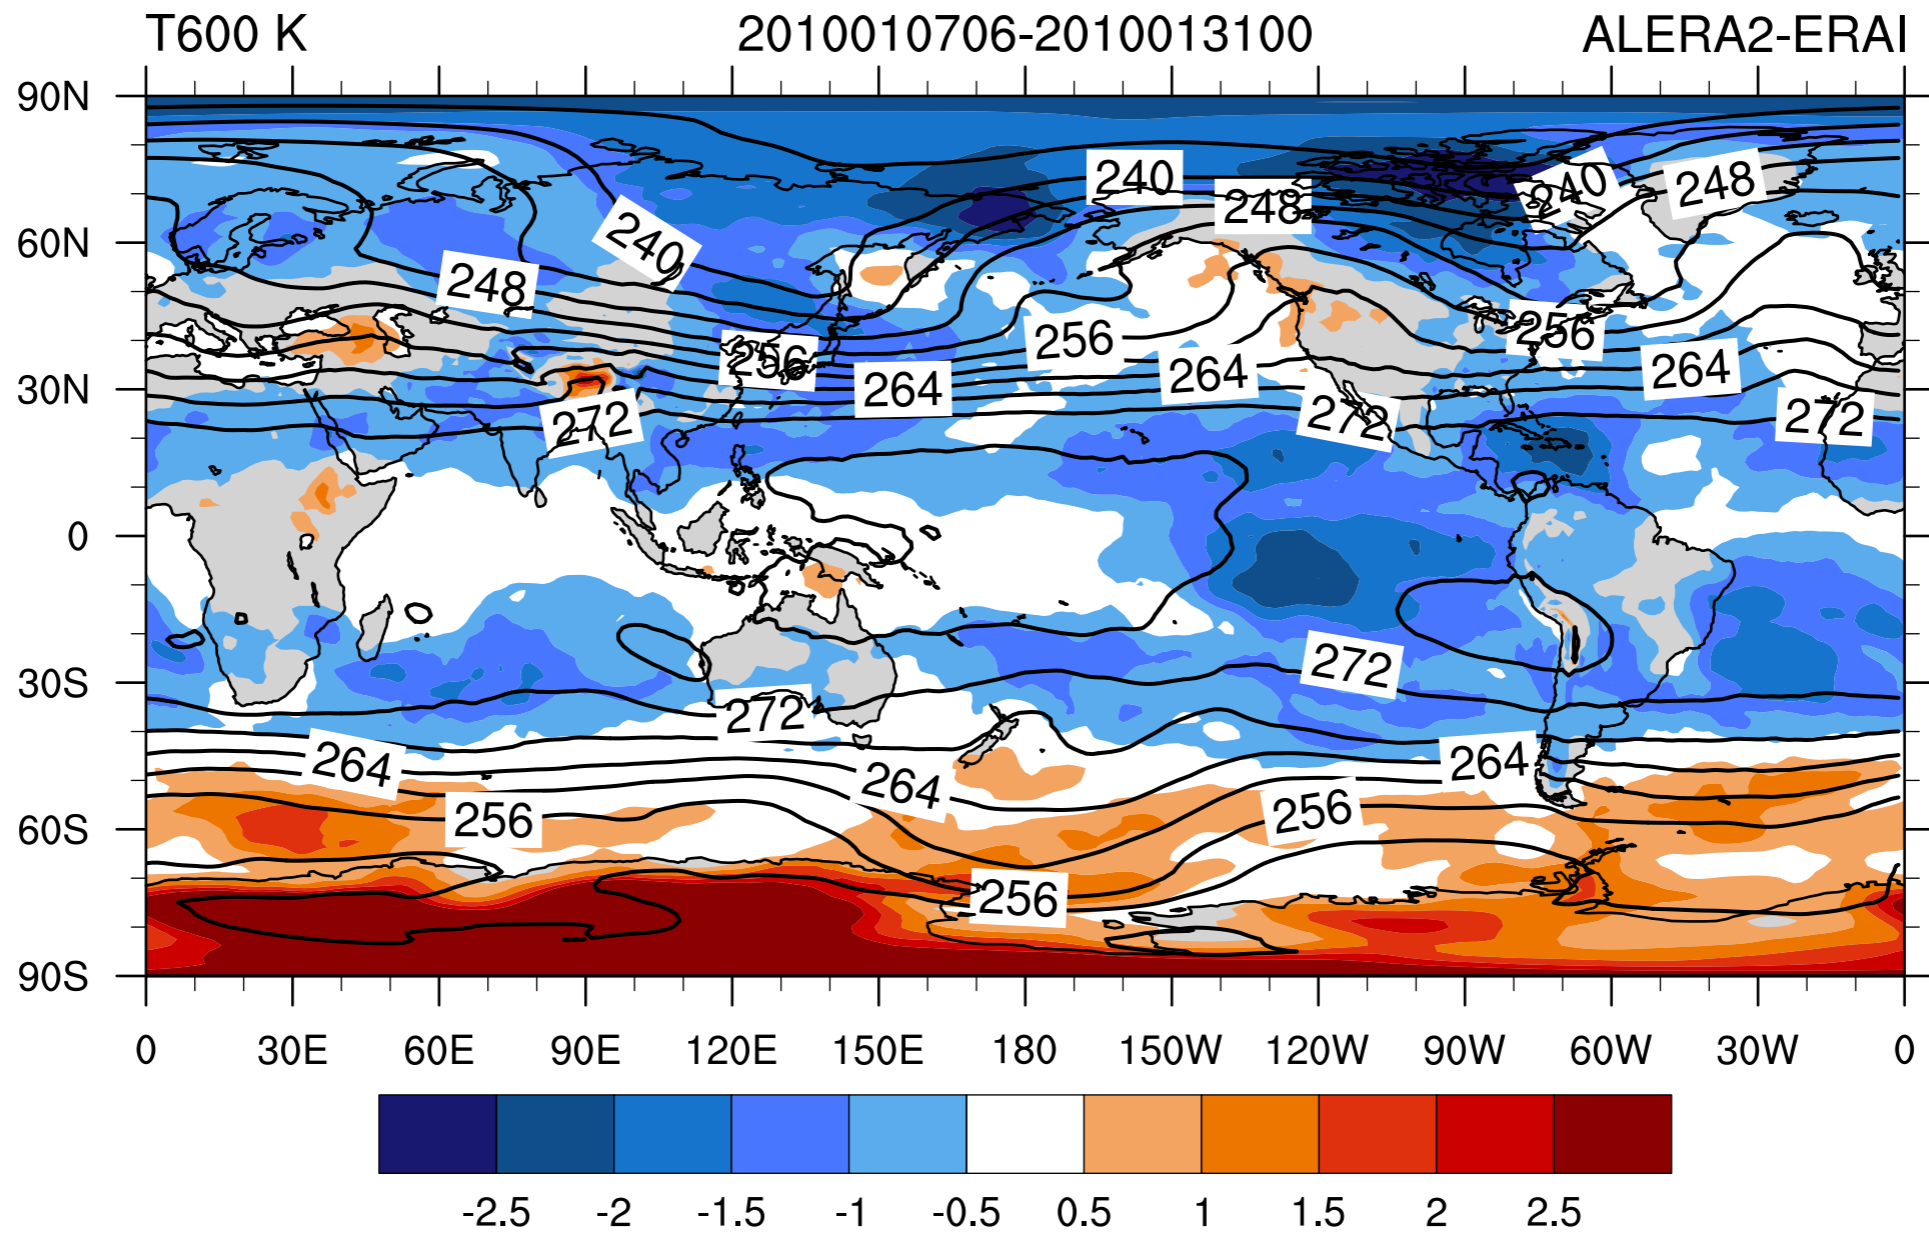 T600 K 2010010706-2010013100 ALERA2-ERAI
90N
240 240 248
248
60N
240
248
256 256
256 264 264 264
30N
272 272 272
0
272
30S
272
264 264 264
256 256
60S
256
90S
0 30E 60E 90E 120E 150E 180 150W 120W 90W 60W 30W 0
-2.5 -2 -1.5 -1 -0.5 0.5 1 1.5 2 2.5